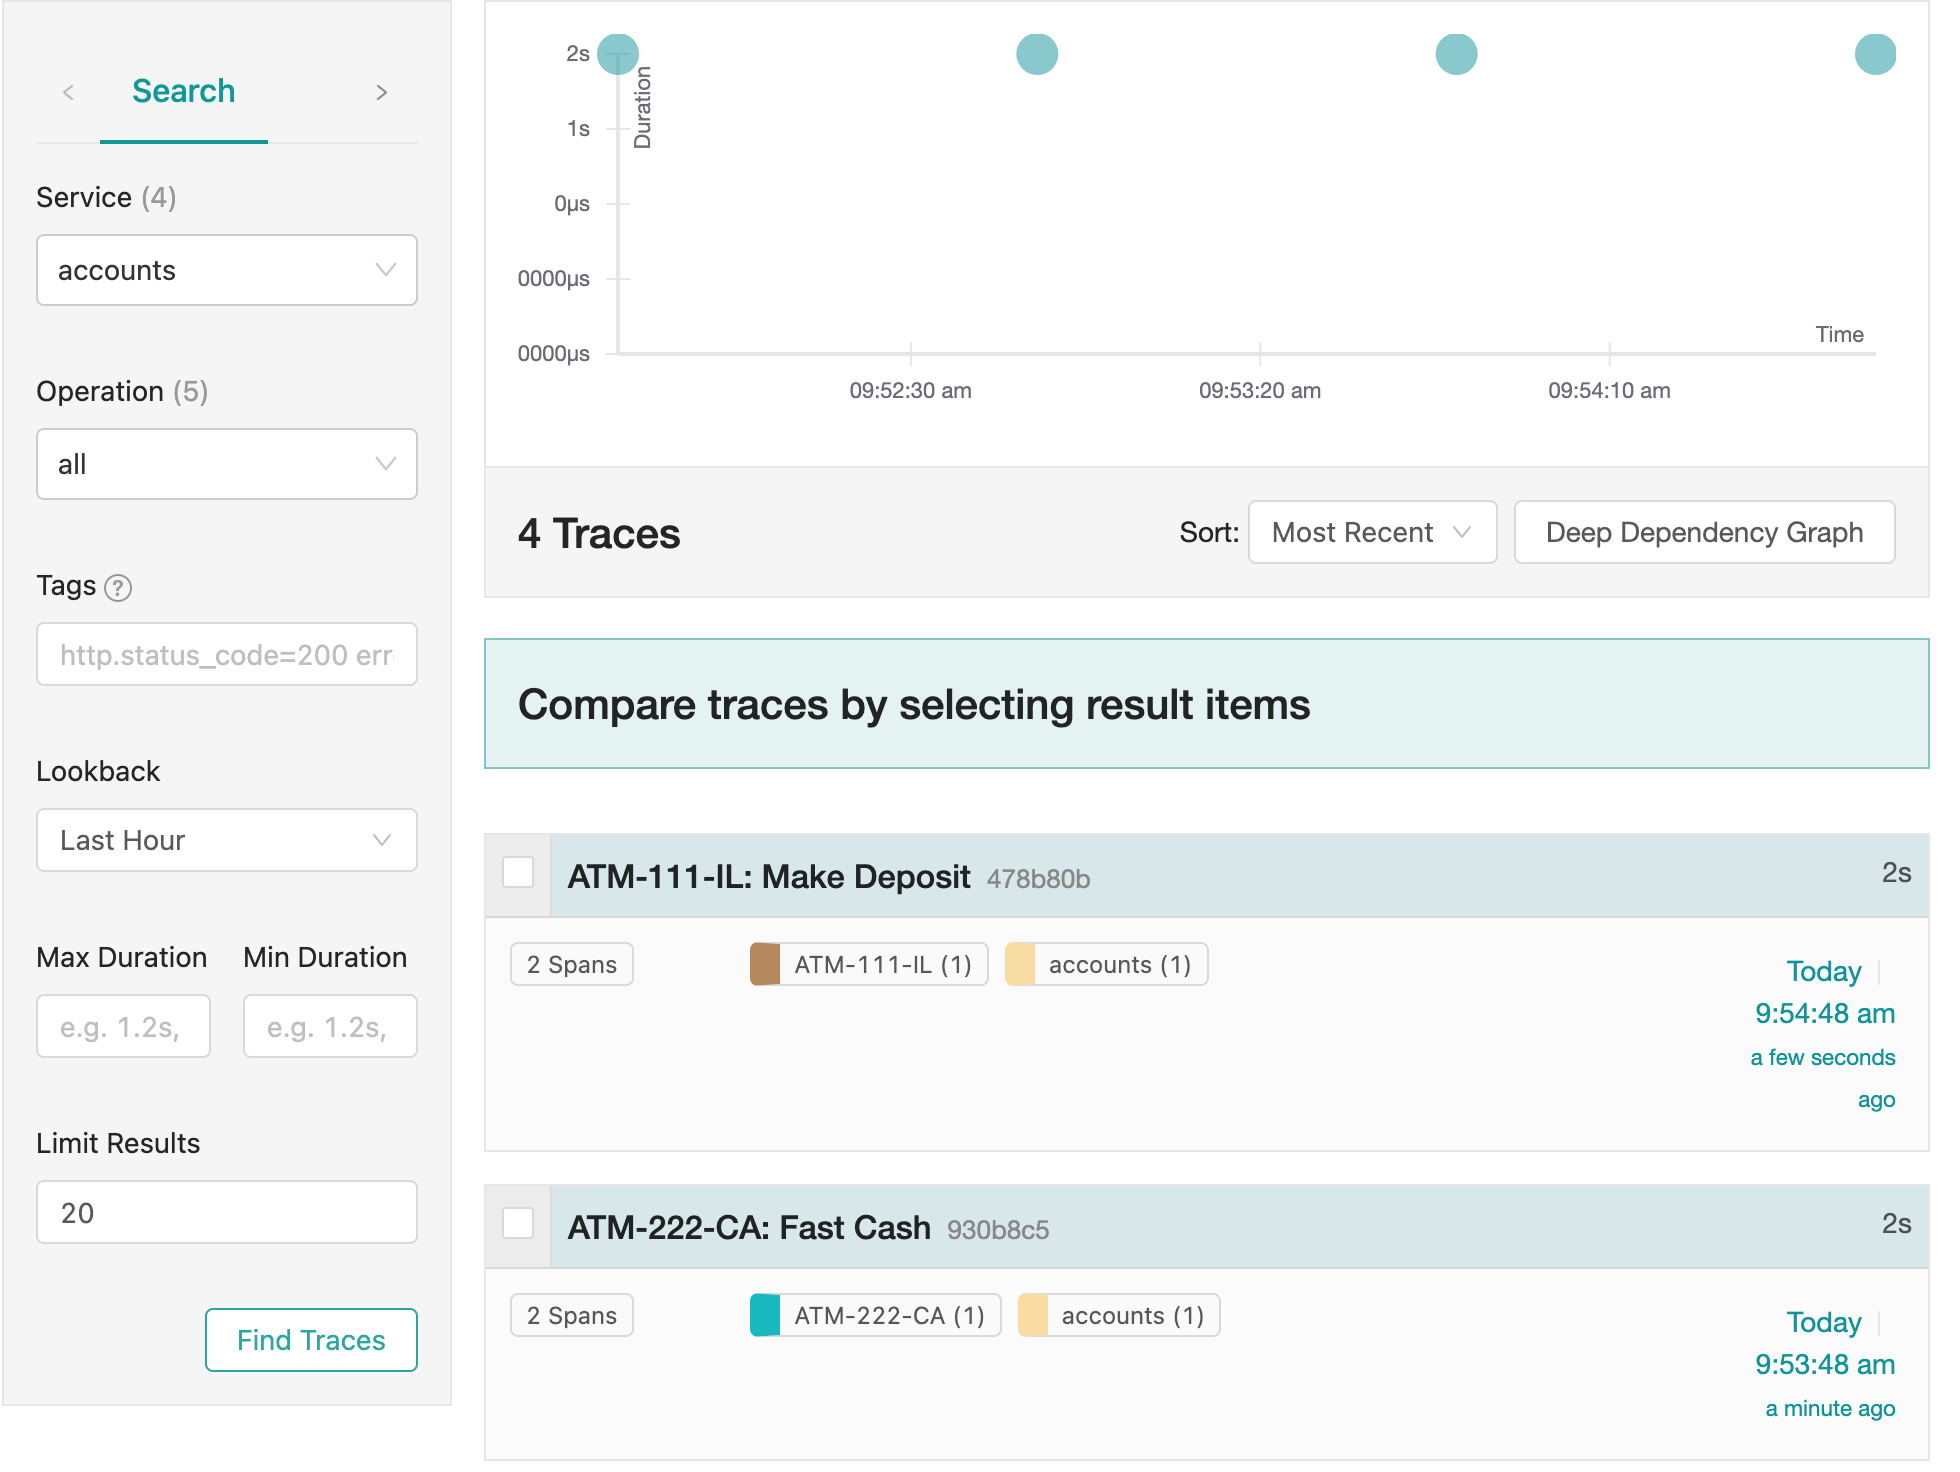 Search
Service (4)
accounts
Operation (5)
all
Tags ?
http.status_code=200 err
Lookback
Last Hour
Max Duration Min Duration
e.g. 1.2s, e.g. 1.2s,
Limit Results
20
Find Traces
2s
1s
0μs
0000μs
0000μs
Duration
Time
09:52:30 am 09:53:20 am 09:54:10 am
4 Traces Sort: Most Recent Deep Dependency Graph
Compare traces by selecting result items
ATM-111-IL: Make Deposit 478b80b 2s
2 Spans ATM-111-IL (1) accounts (1)
Today
9:54:48 am
a few seconds
ago
ATM-222-CA: Fast Cash 930b8c5 2s
2 Spans ATM-222-CA (1) accounts (1)
Today
9:53:48 am
a minute ago